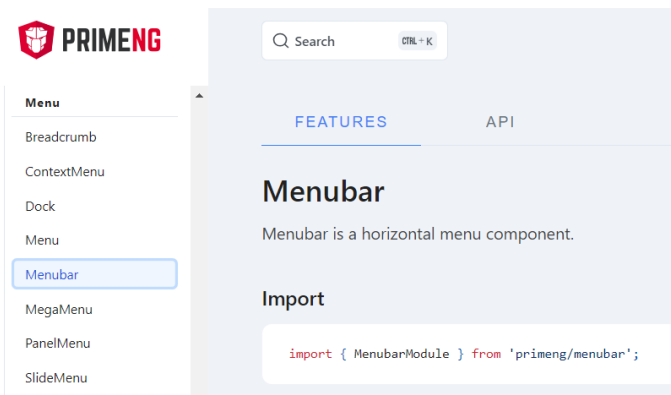 PRIMENG
Search CTRL+K
Menu
Breadcrumb
ContextMenu
Dock
Menu
Menubar
MegaMenu
PanelMenu
SlideMenu
FEATURES API
Menubar
Menubar is a horizontal menu component.
Import
import { MenubarModule } from 'primeng/menubar';